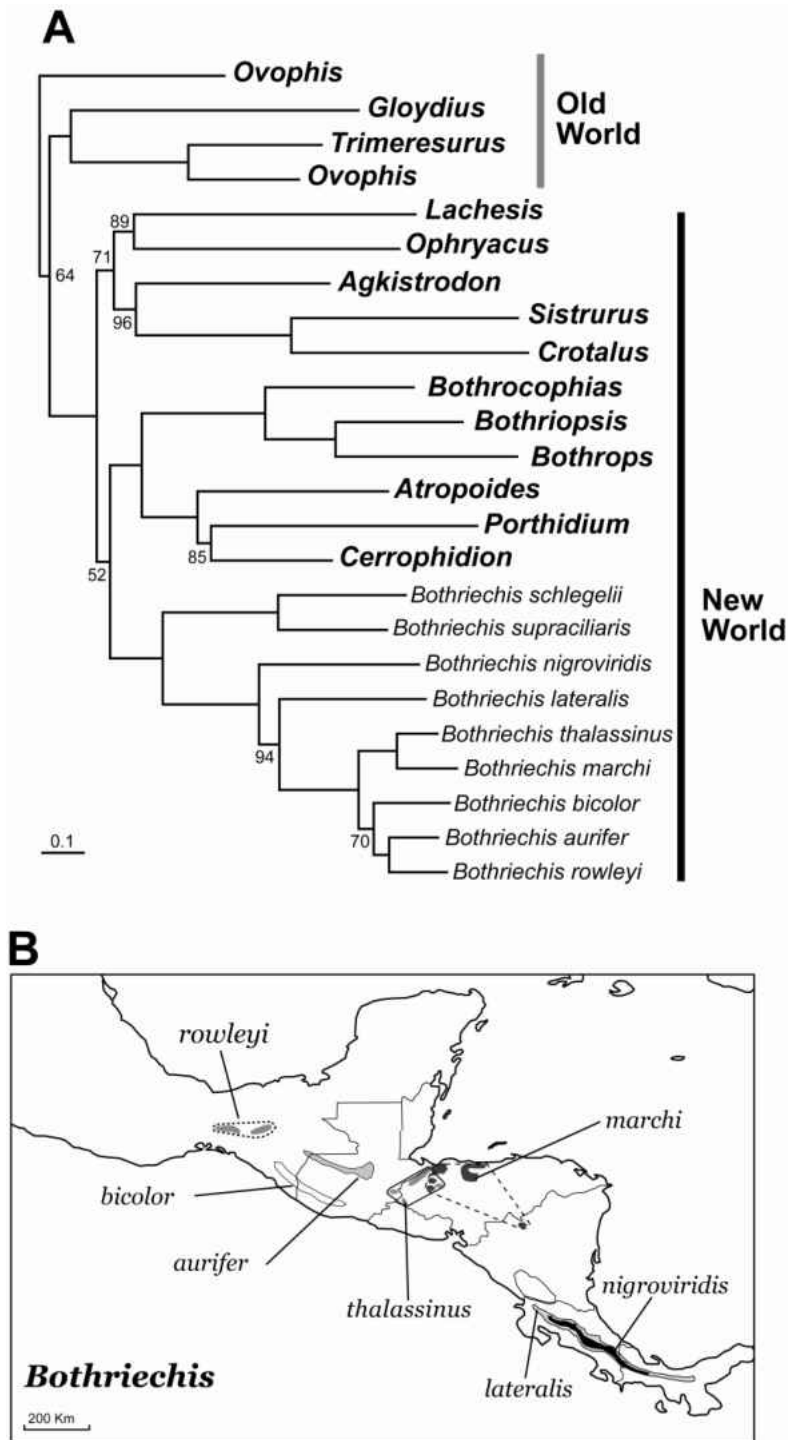 A
Ovophis
Gloydius
Trimeresurus
Ovophis
Old
World
Lachesis
89
Ophryacus
71
64
Agkistrodon
96
Sistrurus
Crotalus
Bothrocophias
Bothriopsis
Bothrops
Atropoides
Porthidium
85
Cerrophidion
52
Bothriechis schlegelii
New
World
Bothriechis supraciliaris
Bothriechis nigroviridis
Bothriechis lateralis
Bothriechis thalassinus
94
Bothriechis marchi
Bothriechis bicolor
70
Bothriechis aurifer
0.1
Bothriechis rowleyi
B
rowleyi
marchi
bicolor
aurifer
thalassinus
nigroviridis
lateralis
Bothriechis
200 Km